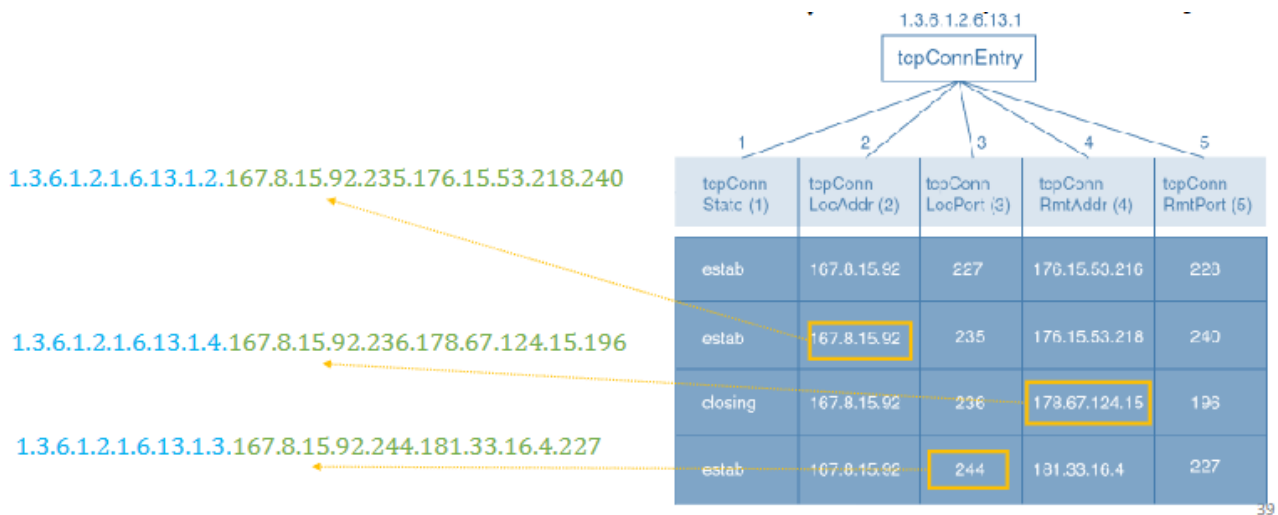 1.3.6.1.2.6.13.1
tcpConnEntry
1 2 3 4 5
1.3.6.1.2.1.6.13.1.2.167.8.15.92.235.176.15.53.218.240
tcpConn State (1)
tcpConn LocAddr (2)
tcpConn LocPort (3)
tcpConn RmtAddr (4)
tcpConn RmtPort (5)
estab 167.8.15.92 227 176.15.53.216 228
estab 167.8.15.92 235 176.15.53.218 240
1.3.6.1.2.1.6.13.1.4.167.8.15.92.236.178.67.124.15.196
closing 167.8.15.92 236 178.67.124.15 196
1.3.6.1.2.1.6.13.1.3.167.8.15.92.244.181.33.16.4.227
estab 167.8.15.92 244 181.33.16.4 227
39